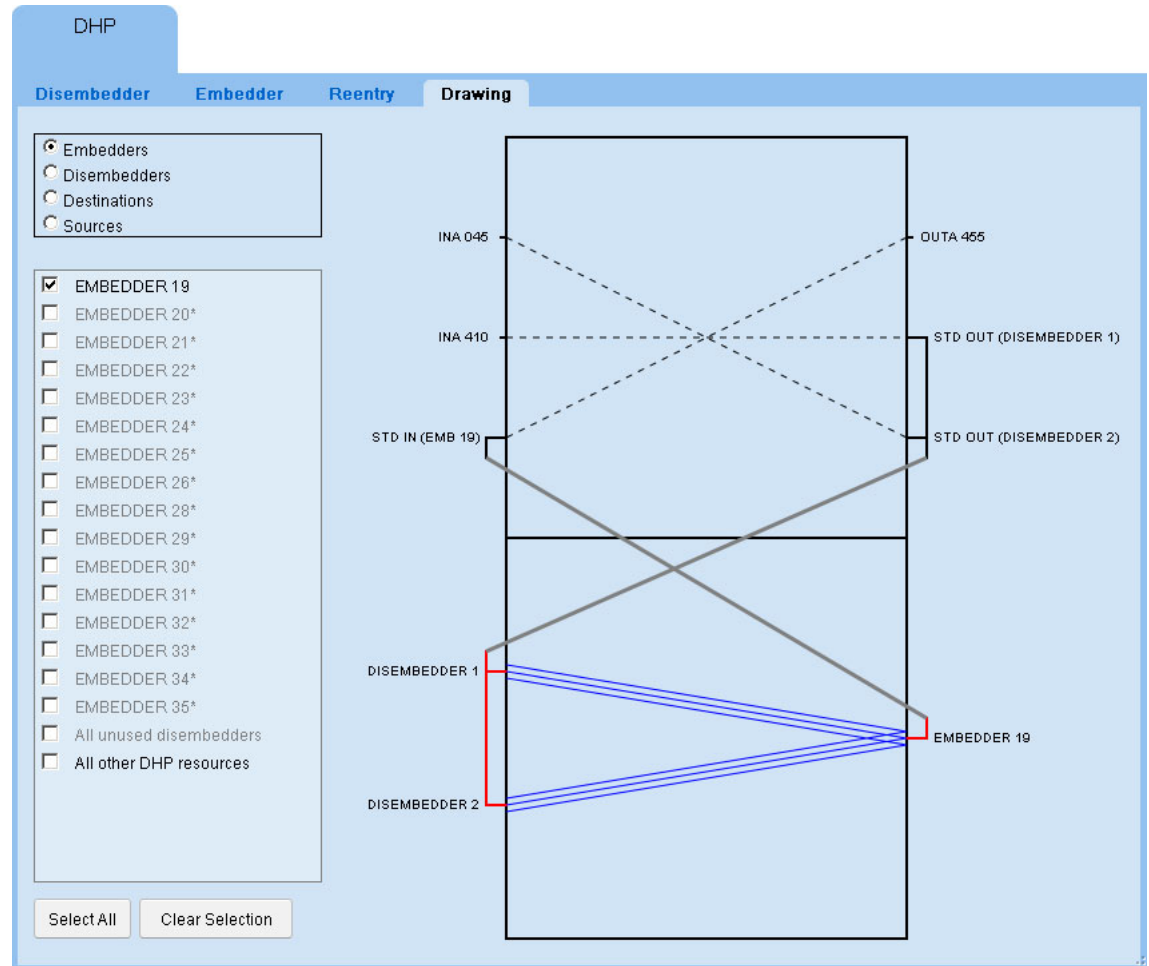 DHP
Disembedder Embedder Reentry Drawing
Embedders
Disembedders
Destinations
Sources
EMBEDDER 19
EMBEDDER 20*
EMBEDDER 21*
EMBEDDER 22*
EMBEDDER 23*
EMBEDDER 24*
EMBEDDER 25*
EMBEDDER 26*
EMBEDDER 28*
EMBEDDER 29*
EMBEDDER 30*
EMBEDDER 31*
EMBEDDER 32*
EMBEDDER 33*
EMBEDDER 34*
EMBEDDER 35*
All unused disembedders
All other DHP resources
Select All Clear Selection
INA 045 OUTA 455
INA 410 STD OUT (DISEMBEDDER 1)
STD IN (EMB 19) STD OUT (DISEMBEDDER 2)
DISEMBEDDER 1
EMBEDDER 19
DISEMBEDDER 2